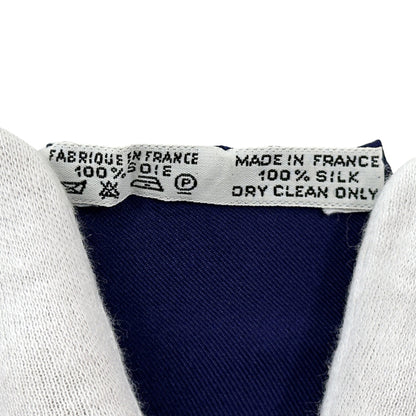 FABRIQUE EN FRANCE
100% SOIE
P
MADE IN FRANCE
100% SILK
DRY CLEAN ONLY